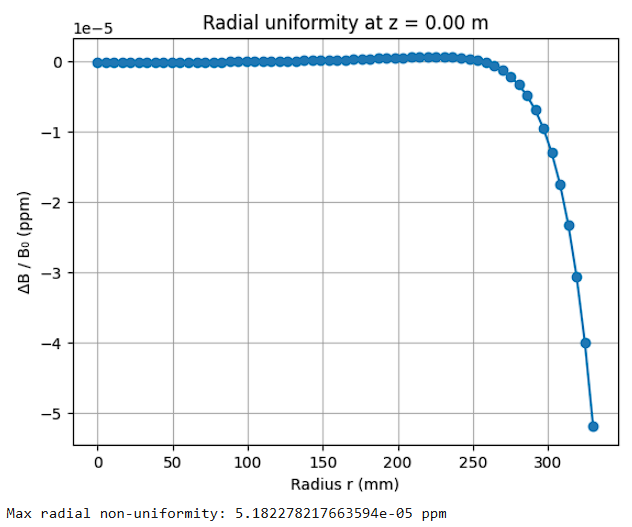 Radial uniformity at z = 0.00 m
1e−5
0
−1
−2
−3
−4
−5
ΔB / B₀ (ppm)
0 50 100 150 200 250 300
Radius r (mm)
Max radial non-uniformity: 5.182278217663594e-05 ppm